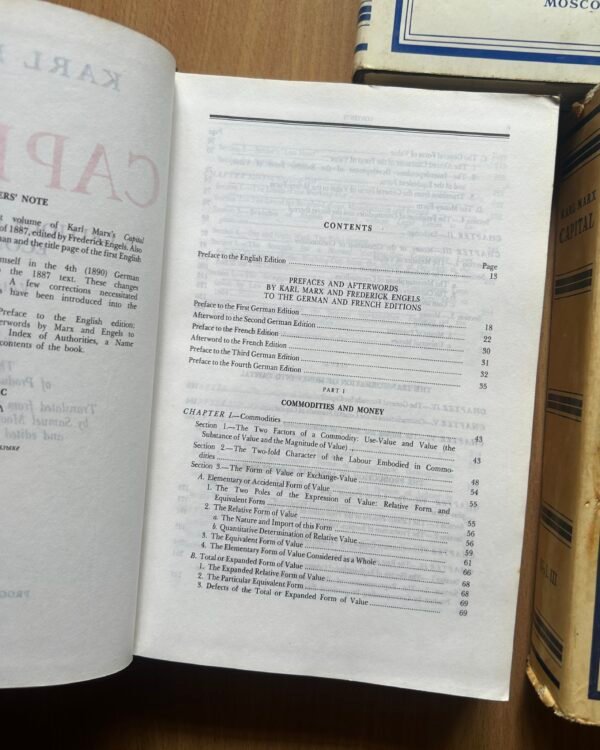 ERS' NOTE
t volume of Karl Marx's Capital
of 1887, edited by Frederick Engels. Also
man and the title page of the first English
mself in the 4th (1890) German
o the 1887 text. These changes
A few corrections necessitated
s have been introduced into the
Preface to the English edition;
terwords by Marx and Engels to
Index of Authorities, a Name
contents of the book.
CONTENTS
Page
Preface to the English Edition 13
PREFACES AND AFTERWORDS
BY KARL MARX AND FREDERICK ENGELS
TO THE GERMAN AND FRENCH EDITIONS
Preface to the First German Edition 18
Afterword to the Second German Edition 22
Preface to the French Edition 30
Afterword to the French Edition 31
Preface to the Third German Edition 32
Preface to the Fourth German Edition 35
PART I
COMMODITIES AND MONEY
CHAPTER I.—Commodities 43
Section 1.—The Two Factors of a Commodity: Use-Value and Value (the
Substance of Value and the Magnitude of Value) 43
Section 2.—The Two-fold Character of the Labour Embodied in Commo-
dities 48
Section 3.—The Form of Value or Exchange-Value 54
A. Elementary or Accidental Form of Value 55
1. The Two Poles of the Expression of Value: Relative Form and
Equivalent Form 55
2. The Relative Form of Value 56
a. The Nature and Import of this Form 56
b. Quantitative Determination of Relative Value 59
3. The Equivalent Form of Value 61
4. The Elementary Form of Value Considered as a Whole 66
B. Total or Expanded Form of Value 68
1. The Expanded Relative Form of Value 68
2. The Particular Equivalent Form 69
3. Defects of the Total or Expanded Form of Value 69
MOSCO
KARL MARX
CAPITAL
VOL. III